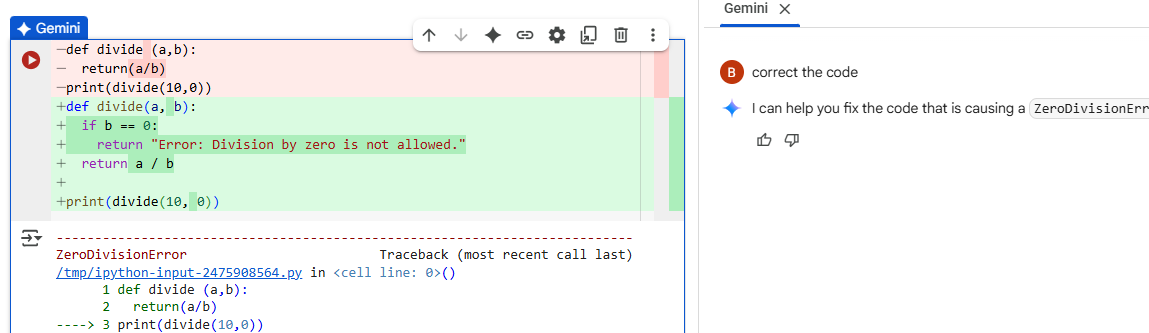 Gemini
−def divide (a,b):
−  return(a/b)
−print(divide(10,0))
+def divide(a, b):
+  if b == 0:
+    return "Error: Division by zero is not allowed."
+  return a / b
+
+print(divide(10, 0))
---------------------------------------------------------------------------
ZeroDivisionError                         Traceback (most recent call last)
/tmp/ipython-input-2475908564.py in <cell line: 0>()
      1 def divide (a,b):
      2   return(a/b)
----> 3 print(divide(10,0))
Gemini
B
correct the code
I can help you fix the code that is causing a ZeroDivisionErr